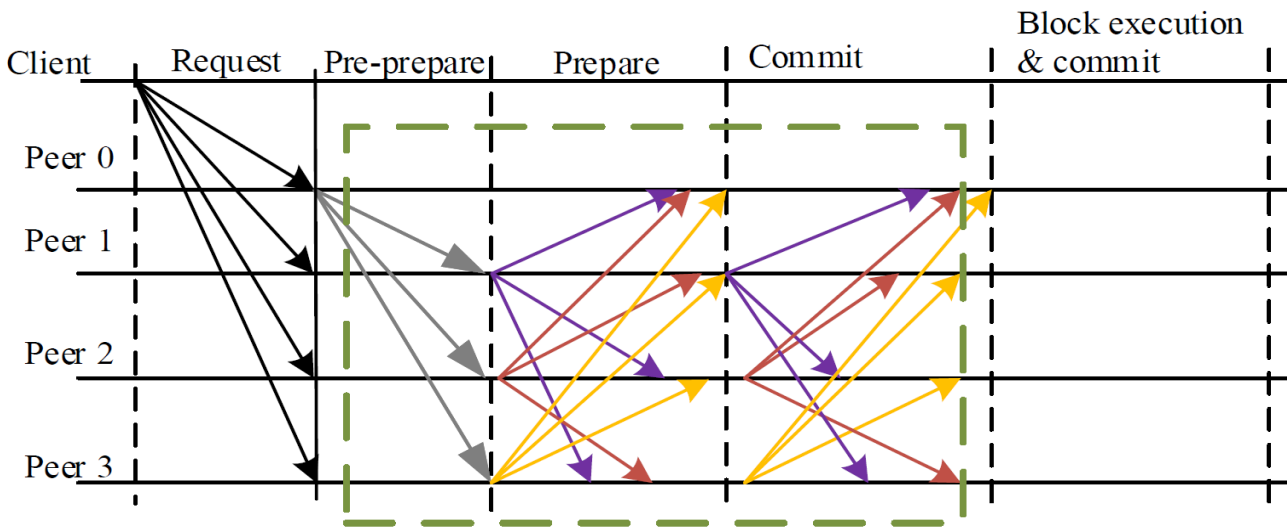 Client
Request
Pre-prepare
Prepare
Commit
Block execution
& commit
Peer 0
Peer 1
Peer 2
Peer 3